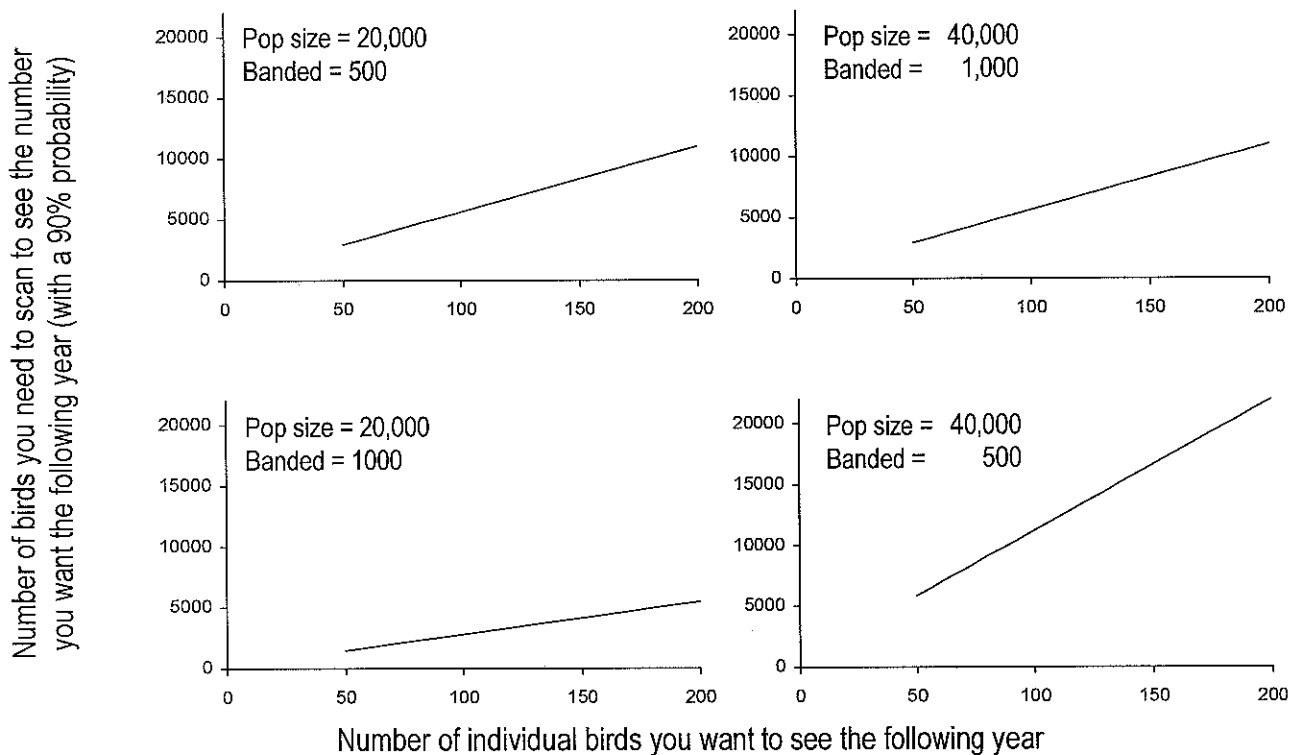 Number of birds you need to scan to see the number
you want the following year (with a 90% probability)
Pop size = 20,000
Banded = 500
20000
15000
10000
5000
0
0 50 100 150 200
Pop size = 40,000
Banded = 1,000
20000
15000
10000
5000
0
0 50 100 150 200
Pop size = 20,000
Banded = 1000
20000
15000
10000
5000
0
0 50 100 150 200
Pop size = 40,000
Banded = 500
20000
15000
10000
5000
0
0 50 100 150 200
Number of individual birds you want to see the following year